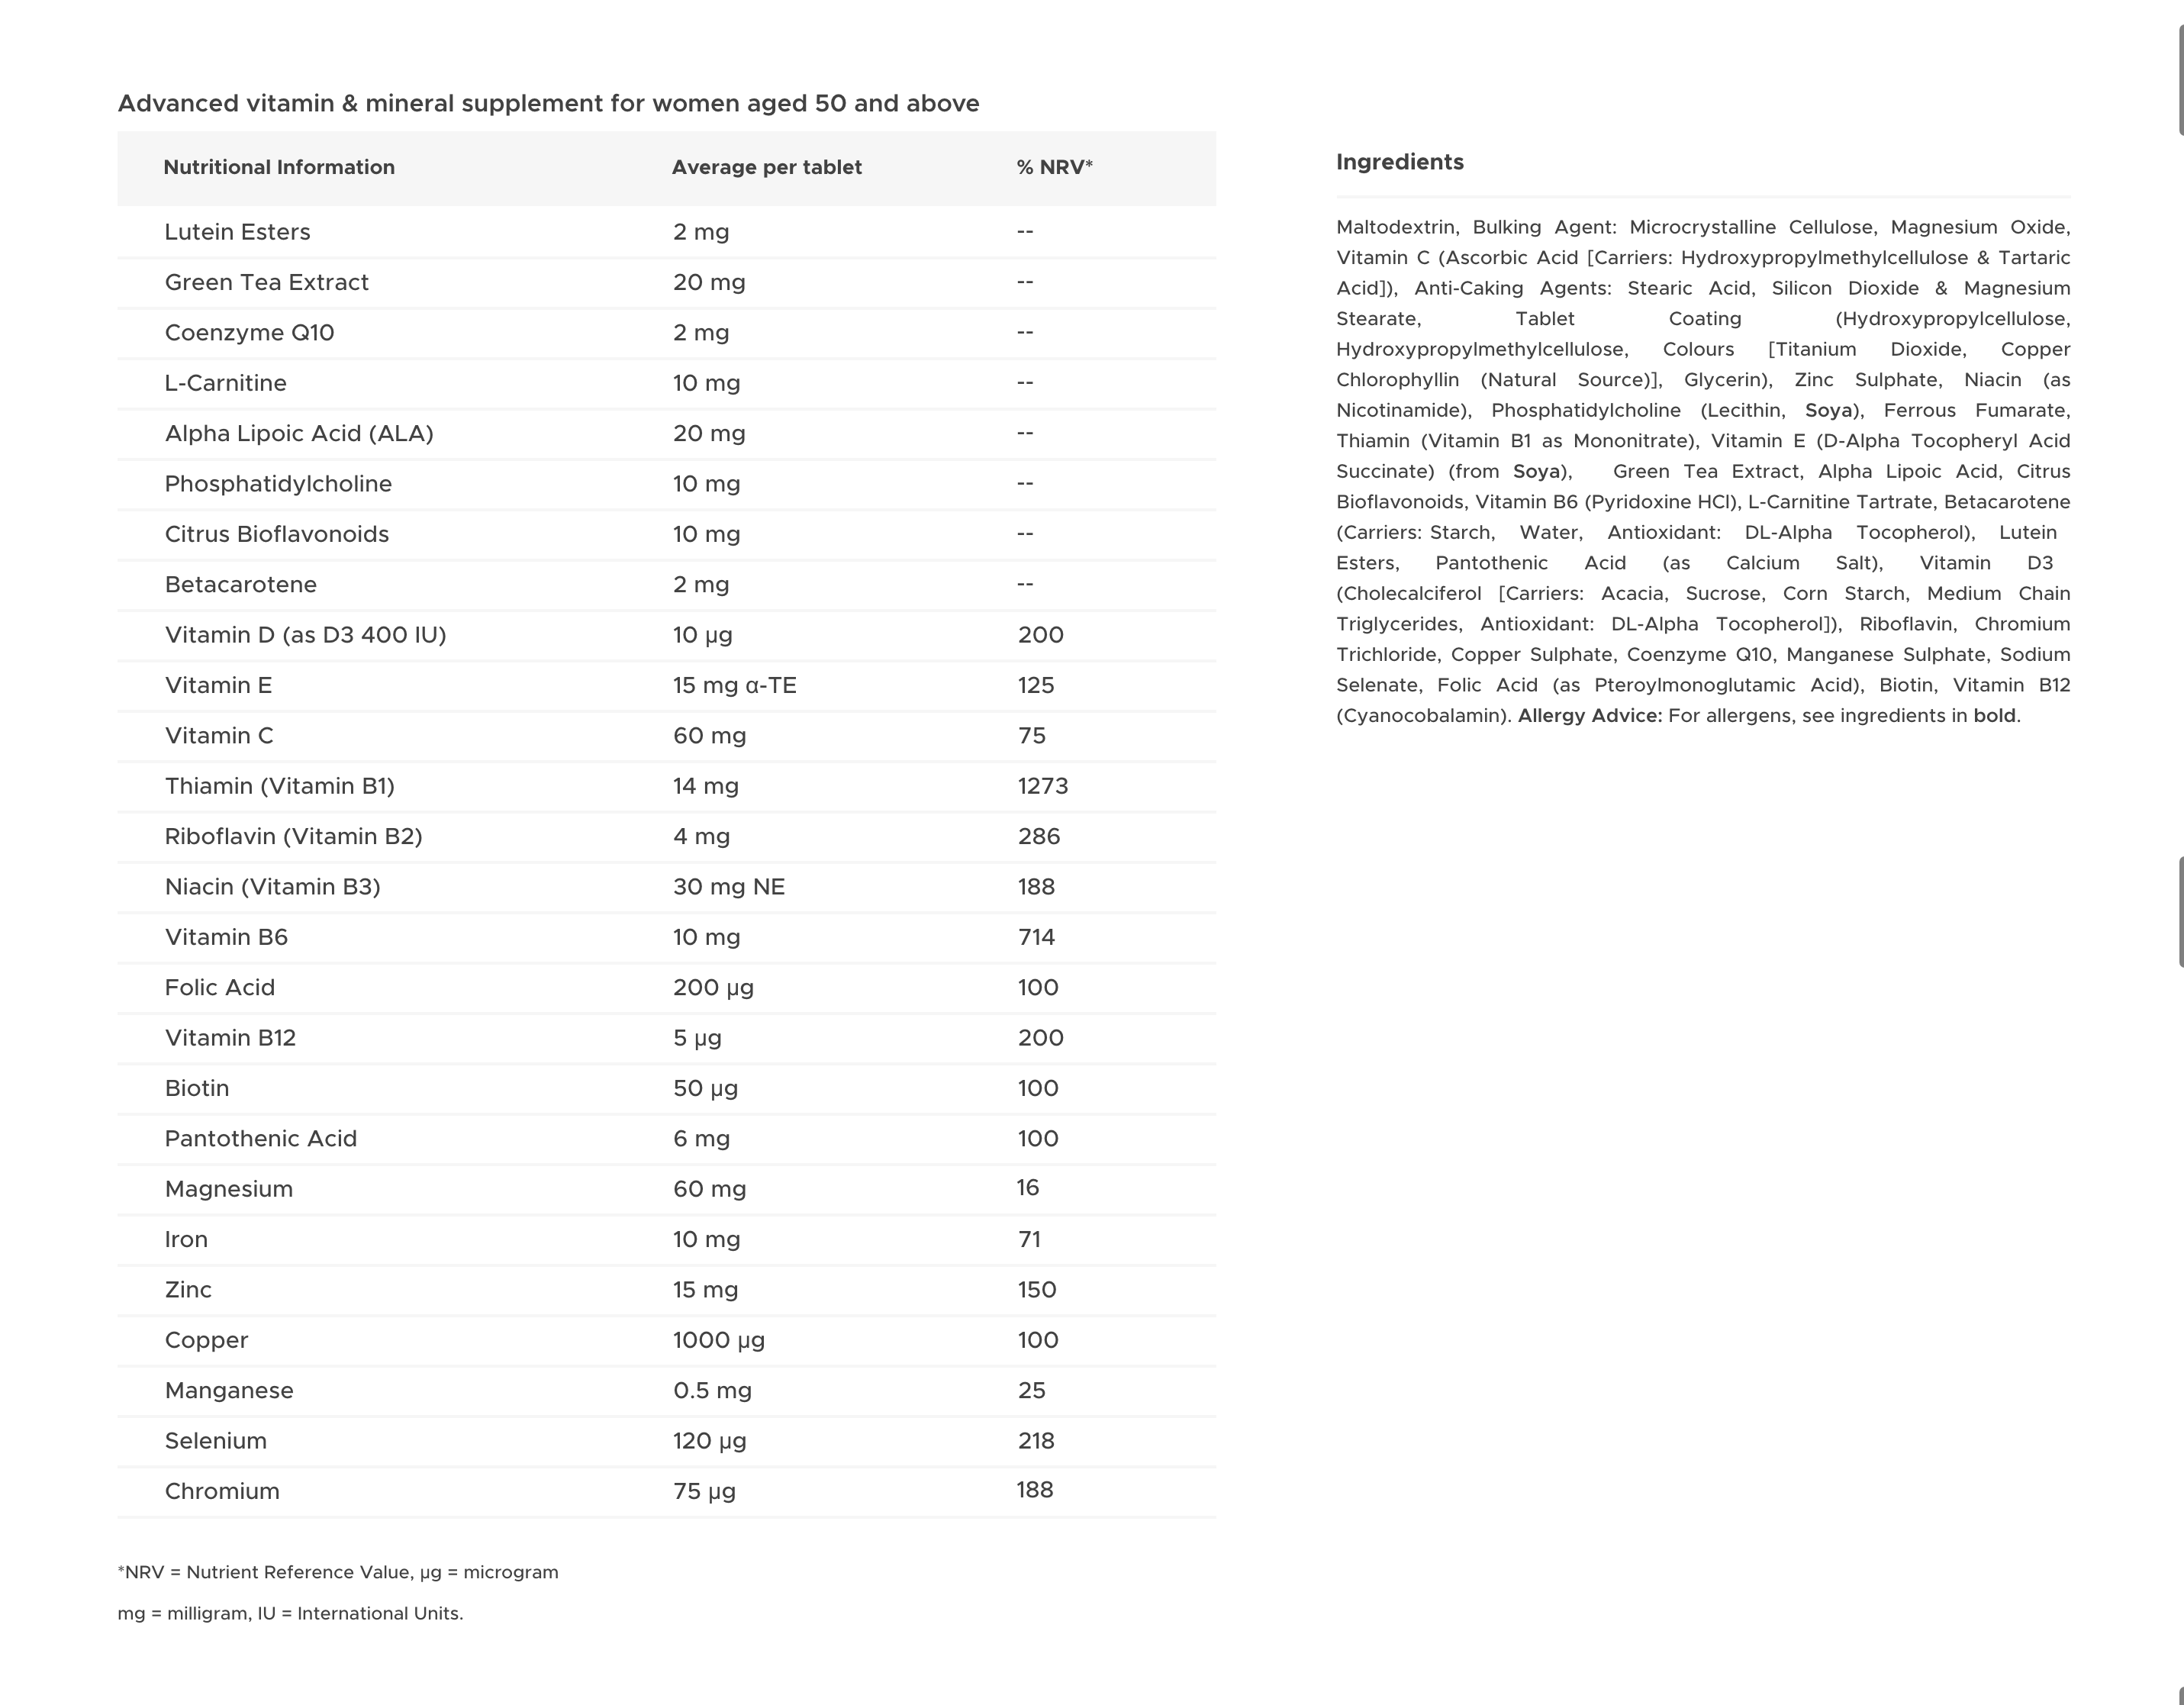 Advanced vitamin & mineral supplement for women aged 50 and above
Nutritional Information Average per tablet % NRV*
Lutein Esters 2 mg --
Green Tea Extract 20 mg --
Coenzyme Q10 2 mg --
L-Carnitine 10 mg --
Alpha Lipoic Acid (ALA) 20 mg --
Phosphatidylcholine 10 mg --
Citrus Bioflavonoids 10 mg --
Betacarotene 2 mg --
Vitamin D (as D3 400 IU) 10 µg 200
Vitamin E 15 mg α-TE 125
Vitamin C 60 mg 75
Thiamin (Vitamin B1) 14 mg 1273
Riboflavin (Vitamin B2) 4 mg 286
Niacin (Vitamin B3) 30 mg NE 188
Vitamin B6 10 mg 714
Folic Acid 200 µg 100
Vitamin B12 5 µg 200
Biotin 50 µg 100
Pantothenic Acid 6 mg 100
Magnesium 60 mg 16
Iron 10 mg 71
Zinc 15 mg 150
Copper 1000 µg 100
Manganese 0.5 mg 25
Selenium 120 µg 218
Chromium 75 µg 188
*NRV = Nutrient Reference Value, µg = microgram
mg = milligram, IU = International Units.
Ingredients
Maltodextrin, Bulking Agent: Microcrystalline Cellulose, Magnesium Oxide,
Vitamin C (Ascorbic Acid [Carriers: Hydroxypropylmethylcellulose & Tartaric
Acid]), Anti-Caking Agents: Stearic Acid, Silicon Dioxide & Magnesium
Stearate, Tablet Coating (Hydroxypropylcellulose,
Hydroxypropylmethylcellulose, Colours [Titanium Dioxide, Copper
Chlorophyllin (Natural Source)], Glycerin), Zinc Sulphate, Niacin (as
Nicotinamide), Phosphatidylcholine (Lecithin, Soya), Ferrous Fumarate,
Thiamin (Vitamin B1 as Mononitrate), Vitamin E (D-Alpha Tocopheryl Acid
Succinate) (from Soya), Green Tea Extract, Alpha Lipoic Acid, Citrus
Bioflavonoids, Vitamin B6 (Pyridoxine HCl), L-Carnitine Tartrate, Betacarotene
(Carriers: Starch, Water, Antioxidant: DL-Alpha Tocopherol), Lutein
Esters, Pantothenic Acid (as Calcium Salt), Vitamin D3
(Cholecalciferol [Carriers: Acacia, Sucrose, Corn Starch, Medium Chain
Triglycerides, Antioxidant: DL-Alpha Tocopherol]), Riboflavin, Chromium
Trichloride, Copper Sulphate, Coenzyme Q10, Manganese Sulphate, Sodium
Selenate, Folic Acid (as Pteroylmonoglutamic Acid), Biotin, Vitamin B12
(Cyanocobalamin). Allergy Advice: For allergens, see ingredients in bold.